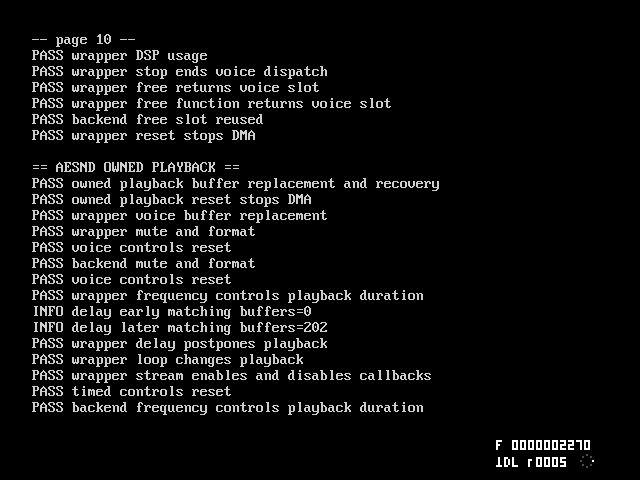 -- page 10 --
PASS wrapper DSP usage
PASS wrapper stop ends voice dispatch
PASS wrapper free returns voice slot
PASS wrapper free function returns voice slot
PASS backend free slot reused
PASS wrapper reset stops DMA
== AESND OWNED PLAYBACK ==
PASS owned playback buffer replacement and recovery
PASS owned playback reset stops DMA
PASS wrapper voice buffer replacement
PASS wrapper mute and format
PASS voice controls reset
PASS backend mute and format
PASS voice controls reset
PASS wrapper frequency controls playback duration
INFO delay early matching buffers=0
INFO delay later matching buffers=202
PASS wrapper delay postpones playback
PASS wrapper loop changes playback
PASS wrapper stream enables and disables callbacks
PASS timed controls reset
PASS backend frequency controls playback duration
F 0000002270
IDL r0005